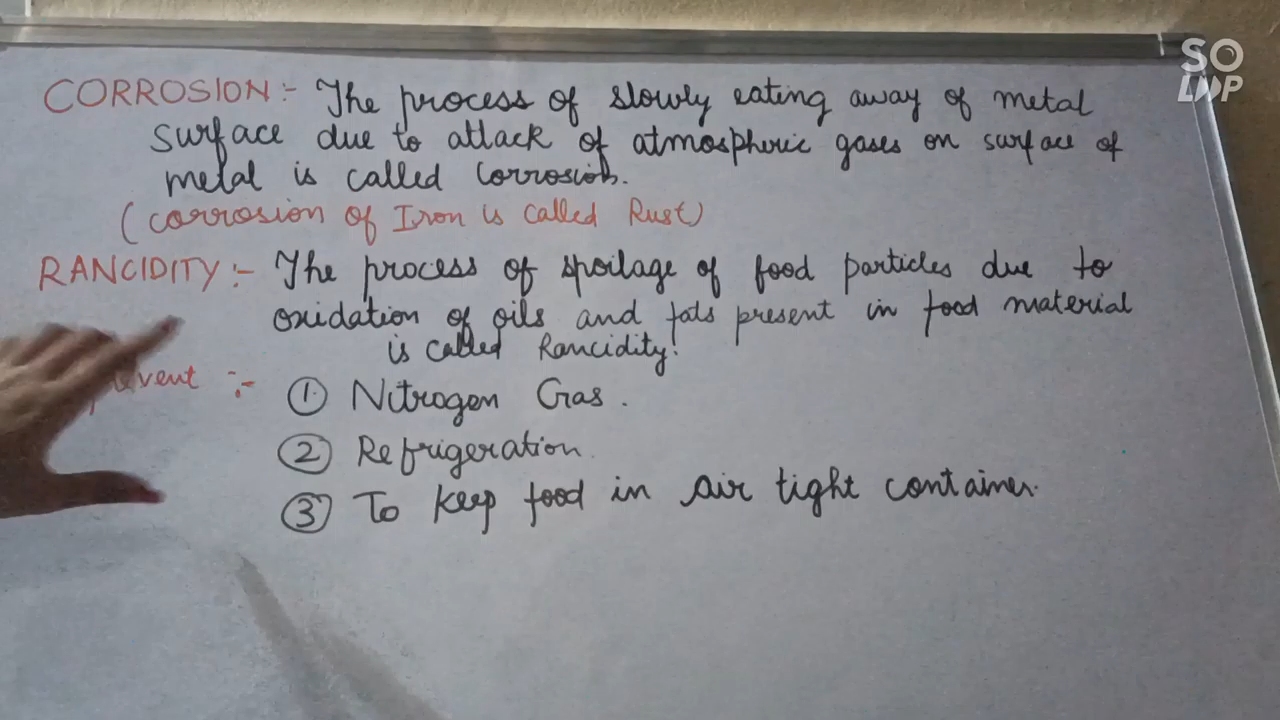 SO
LVP
CORROSION :- The process of slowly eating away of metal
surface due to attack of atmospheric gases on surface of
metal is called Corrosion.
(corrosion of Iron is called Rust)
RANCIDITY :- The process of spoilage of food particles due to
oxidation of oils and fats present in food material
is called Rancidity.
:-
① Nitrogen Gas.
② Refrigeration.
③ To keep food in air tight container.